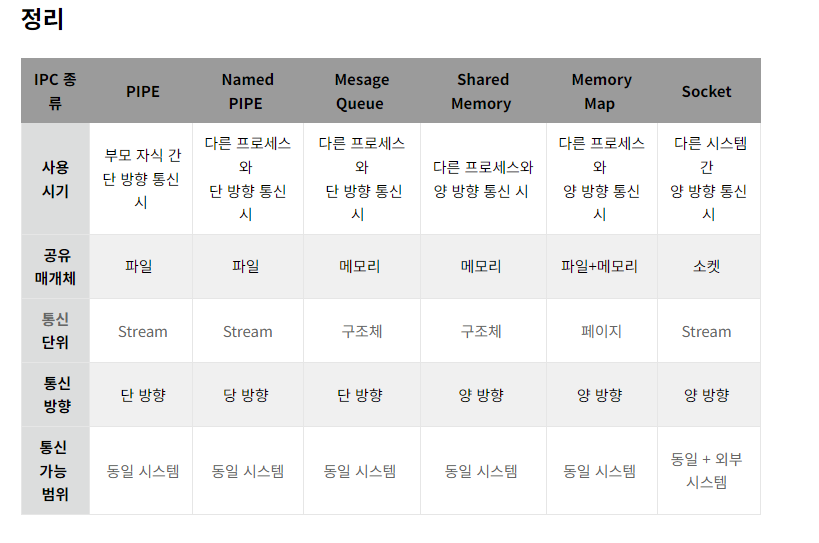 정리
IPC 종류 PIPE Named PIPE Mesage Queue Shared Memory Memory Map Socket
사용 시기 부모 자식 간 단 방향 통신 시 다른 프로세스와 단 방향 통신 시 다른 프로세스와 단 방향 통신 시 다른 프로세스와 양 방향 통신 시 다른 프로세스와 양 방향 통신 시 다른 시스템 간 양 방향 통신 시
공유 매개체 파일 파일 메모리 메모리 파일+메모리 소켓
통신 단위 Stream Stream 구조체 구조체 페이지 Stream
통신 방향 단 방향 당 방향 단 방향 양 방향 양 방향 양 방향
통신 가능 범위 동일 시스템 동일 시스템 동일 시스템 동일 시스템 동일 시스템 동일 + 외부 시스템